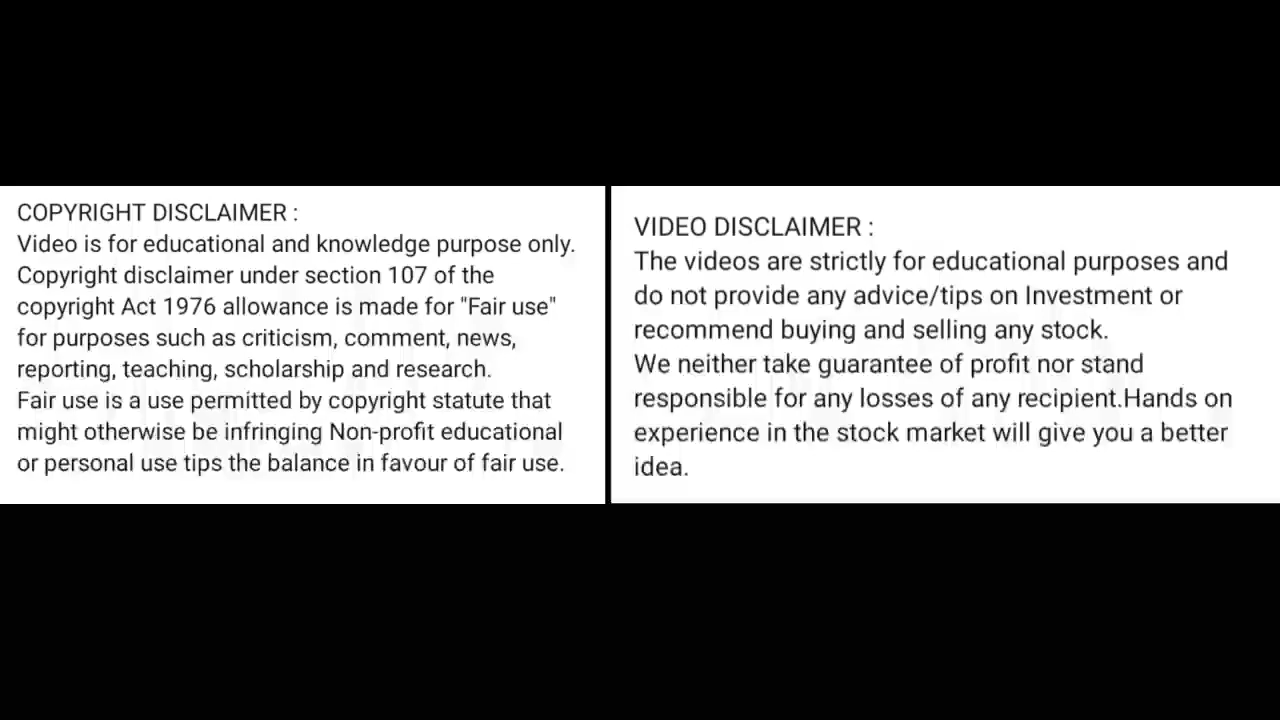 COPYRIGHT DISCLAIMER :
Video is for educational and knowledge purpose only.
Copyright disclaimer under section 107 of the
copyright Act 1976 allowance is made for "Fair use"
for purposes such as criticism, comment, news,
reporting, teaching, scholarship and research.
Fair use is a use permitted by copyright statute that
might otherwise be infringing Non-profit educational
or personal use tips the balance in favour of fair use.
VIDEO DISCLAIMER :
The videos are strictly for educational purposes and
do not provide any advice/tips on Investment or
recommend buying and selling any stock.
We neither take guarantee of profit nor stand
responsible for any losses of any recipient.Hands on
experience in the stock market will give you a better
idea.